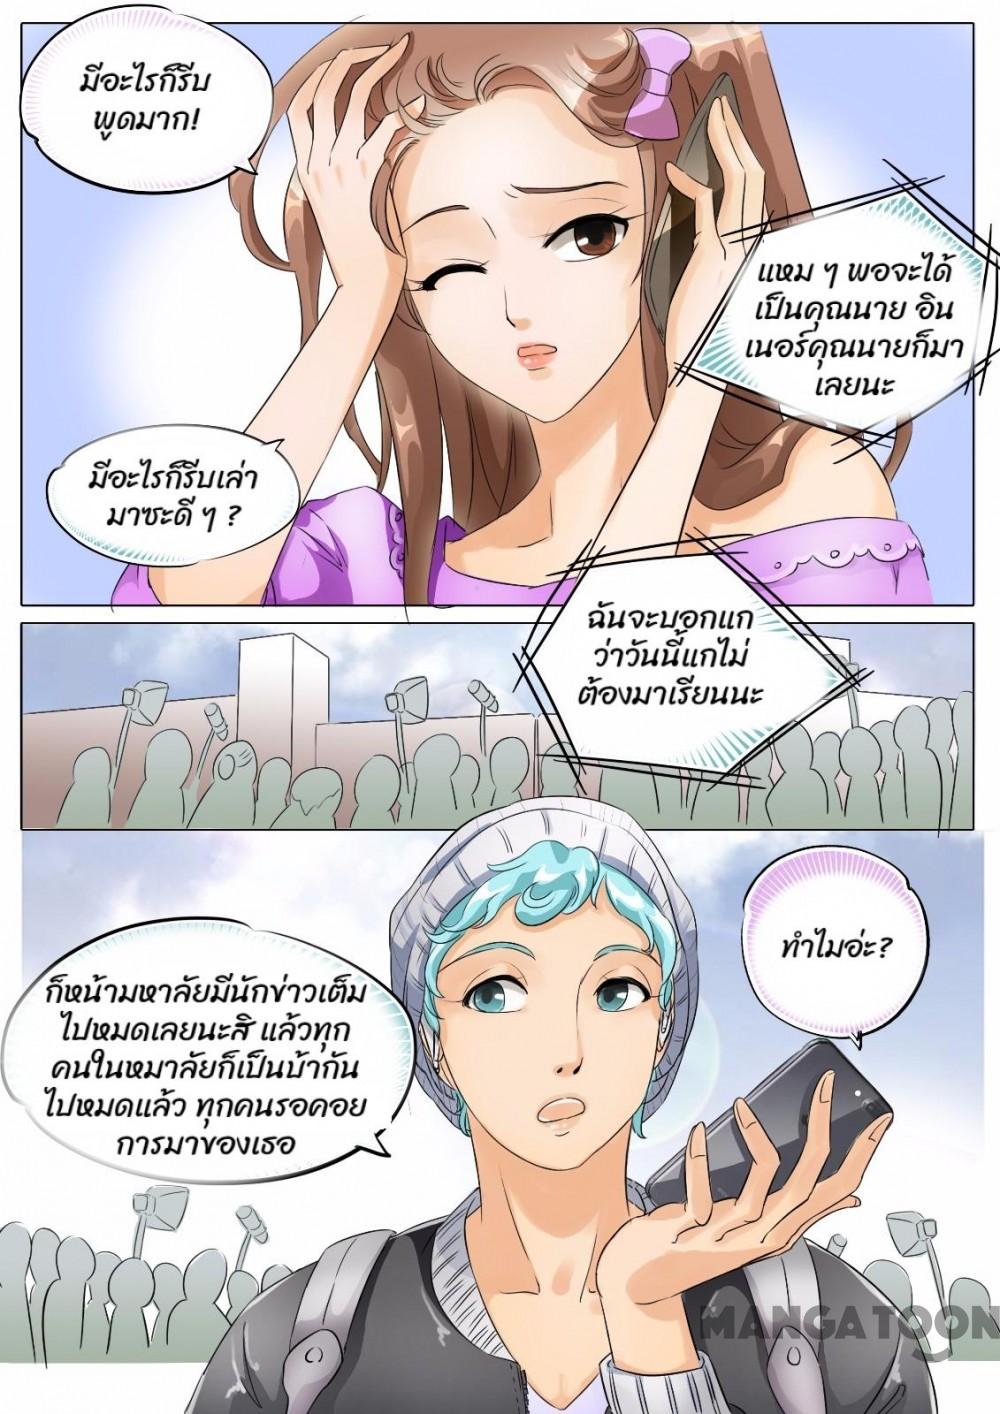 มีอะไรก็รีบ
พูดมาก!
แหม ๆ พอจะได้
เป็นคุณนาย อิน
เนอร์คุณนายก็มา
เลยนะ
มีอะไรก็รีบเล่า
มาซะดี ๆ ?
ฉันจะบอกแก
ว่าวันนี้แกไม่
ต้องมาเรียนนะ
ทำไมอ่ะ?
ก็หน้ามหาลัยมีนักข่าวเต็ม
ไปหมดเลยนะสิ แล้วทุก
คนในหมาลัยก็เป็นบ้ากัน
ไปหมดแล้ว ทุกคนรอคอย
การมาของเธอ
MANGATOON